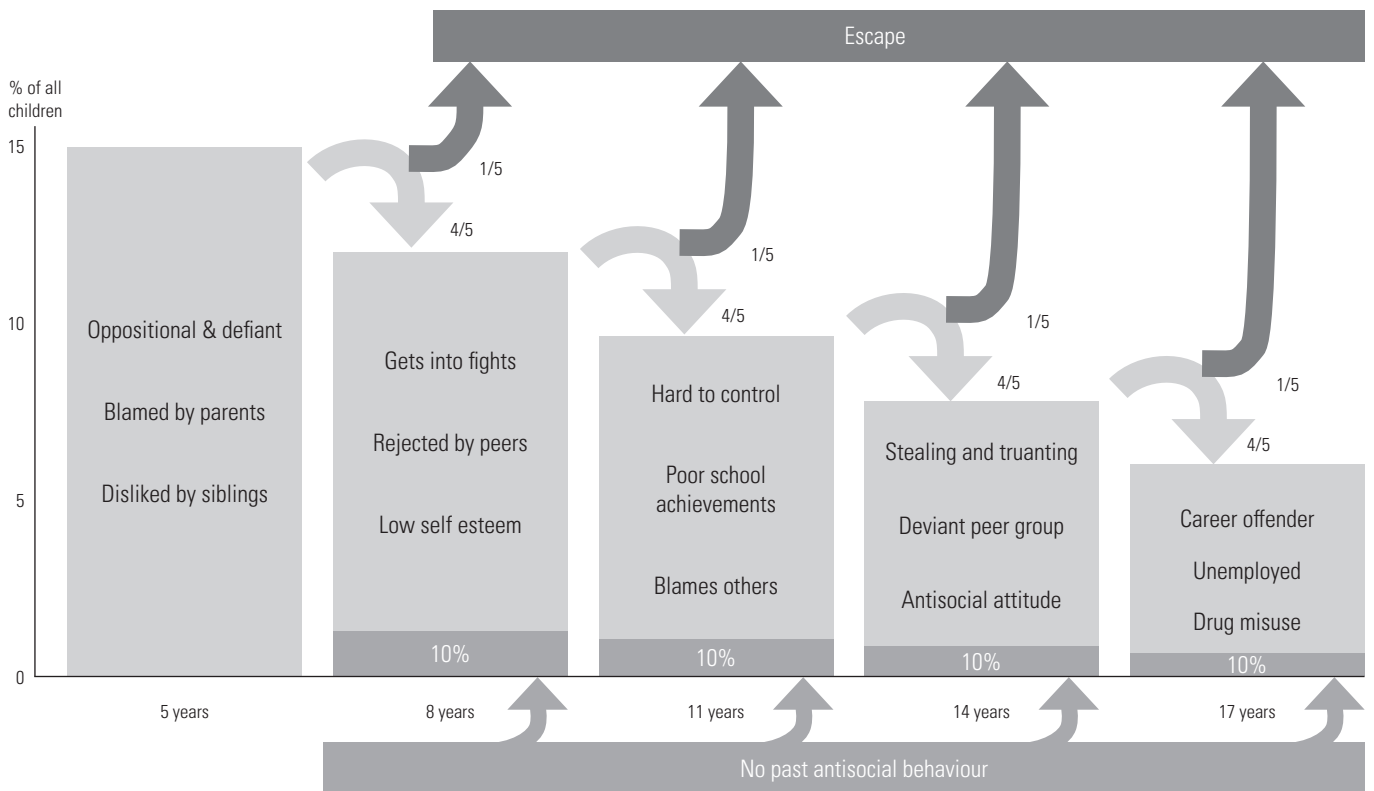 Escape
% of all
children
15
10
5
0
1/5
4/5
1/5
4/5
1/5
4/5
1/5
4/5
Oppositional & defiant
Blamed by parents
Disliked by siblings
Gets into fights
Rejected by peers
Low self esteem
10%
Hard to control
Poor school
achievements
Blames others
10%
Stealing and truanting
Deviant peer group
Antisocial attitude
10%
Career offender
Unemployed
Drug misuse
10%
5 years
8 years
11 years
14 years
17 years
No past antisocial behaviour